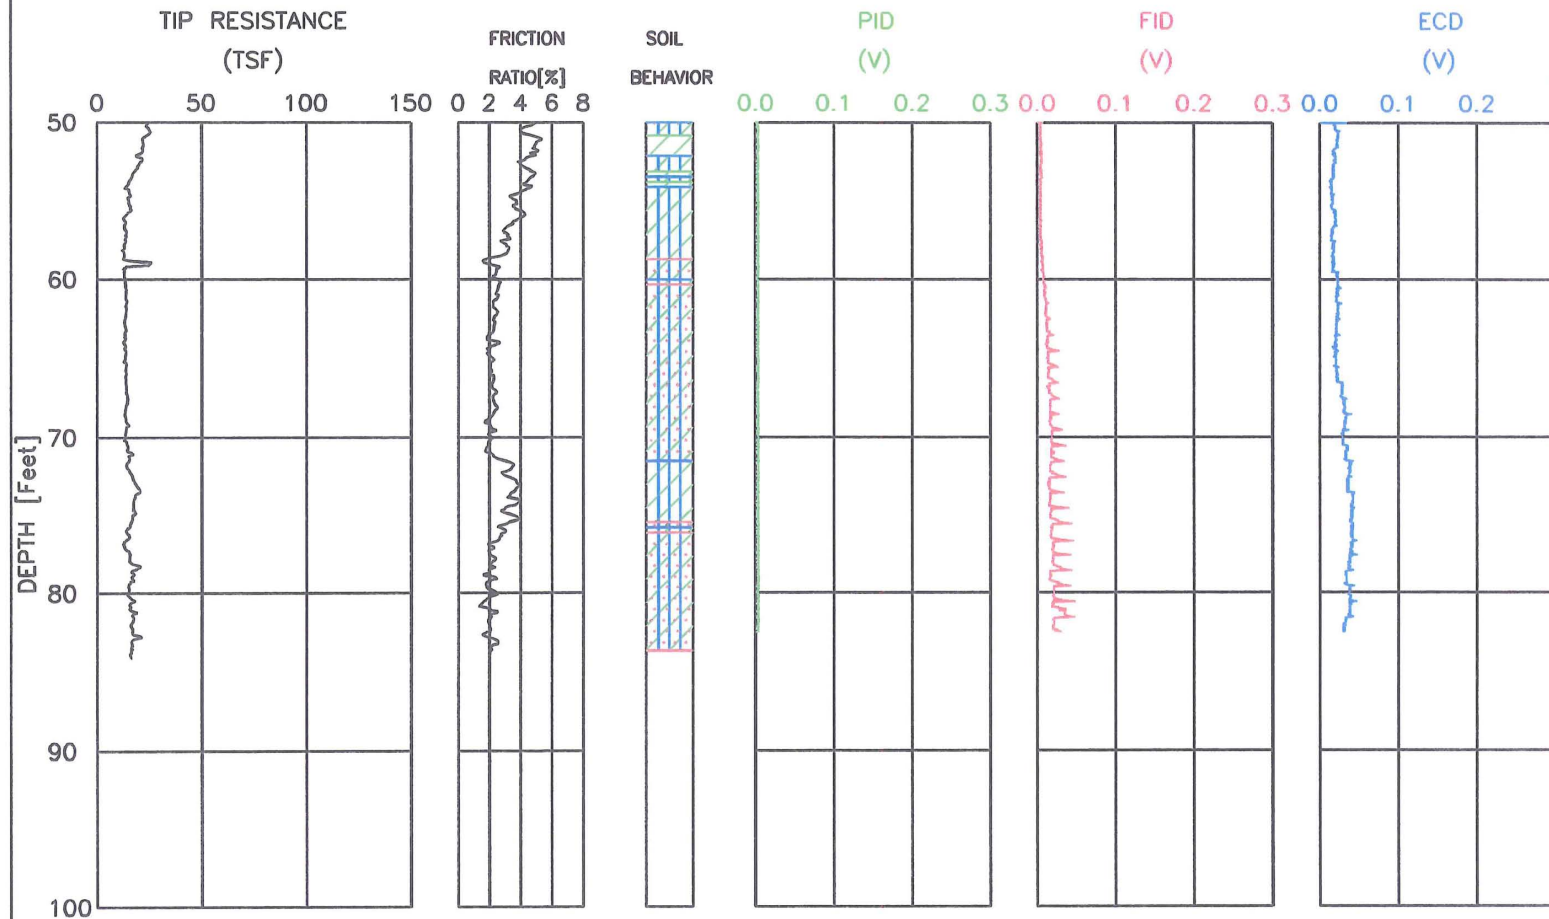 TIP RESISTANCE
(TSF)
0 50 100 150
FRICTION
RATIO[%]
0 2 4 6 8
SOIL
BEHAVIOR
PID
(V)
0.0 0.1 0.2 0.3
FID
(V)
0.0 0.1 0.2 0.3
ECD
(V)
0.0 0.1 0.2
DEPTH [Feet]
50
60
70
80
90
100